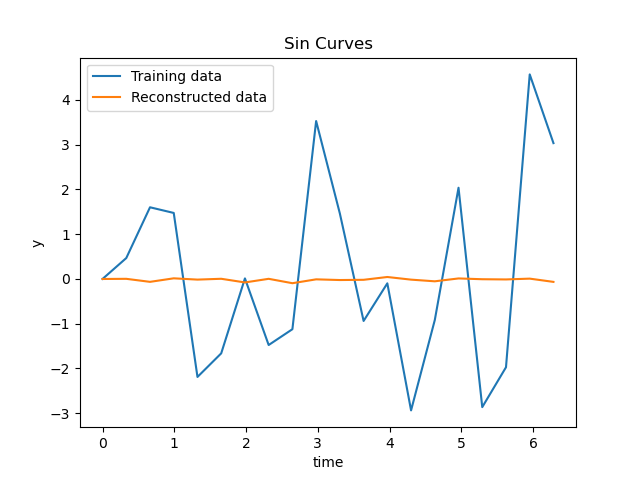 Sin Curves
Training data
Reconstructed data
4
3
2
1
0
−1
−2
−3
y
0 1 2 3 4 5 6
time